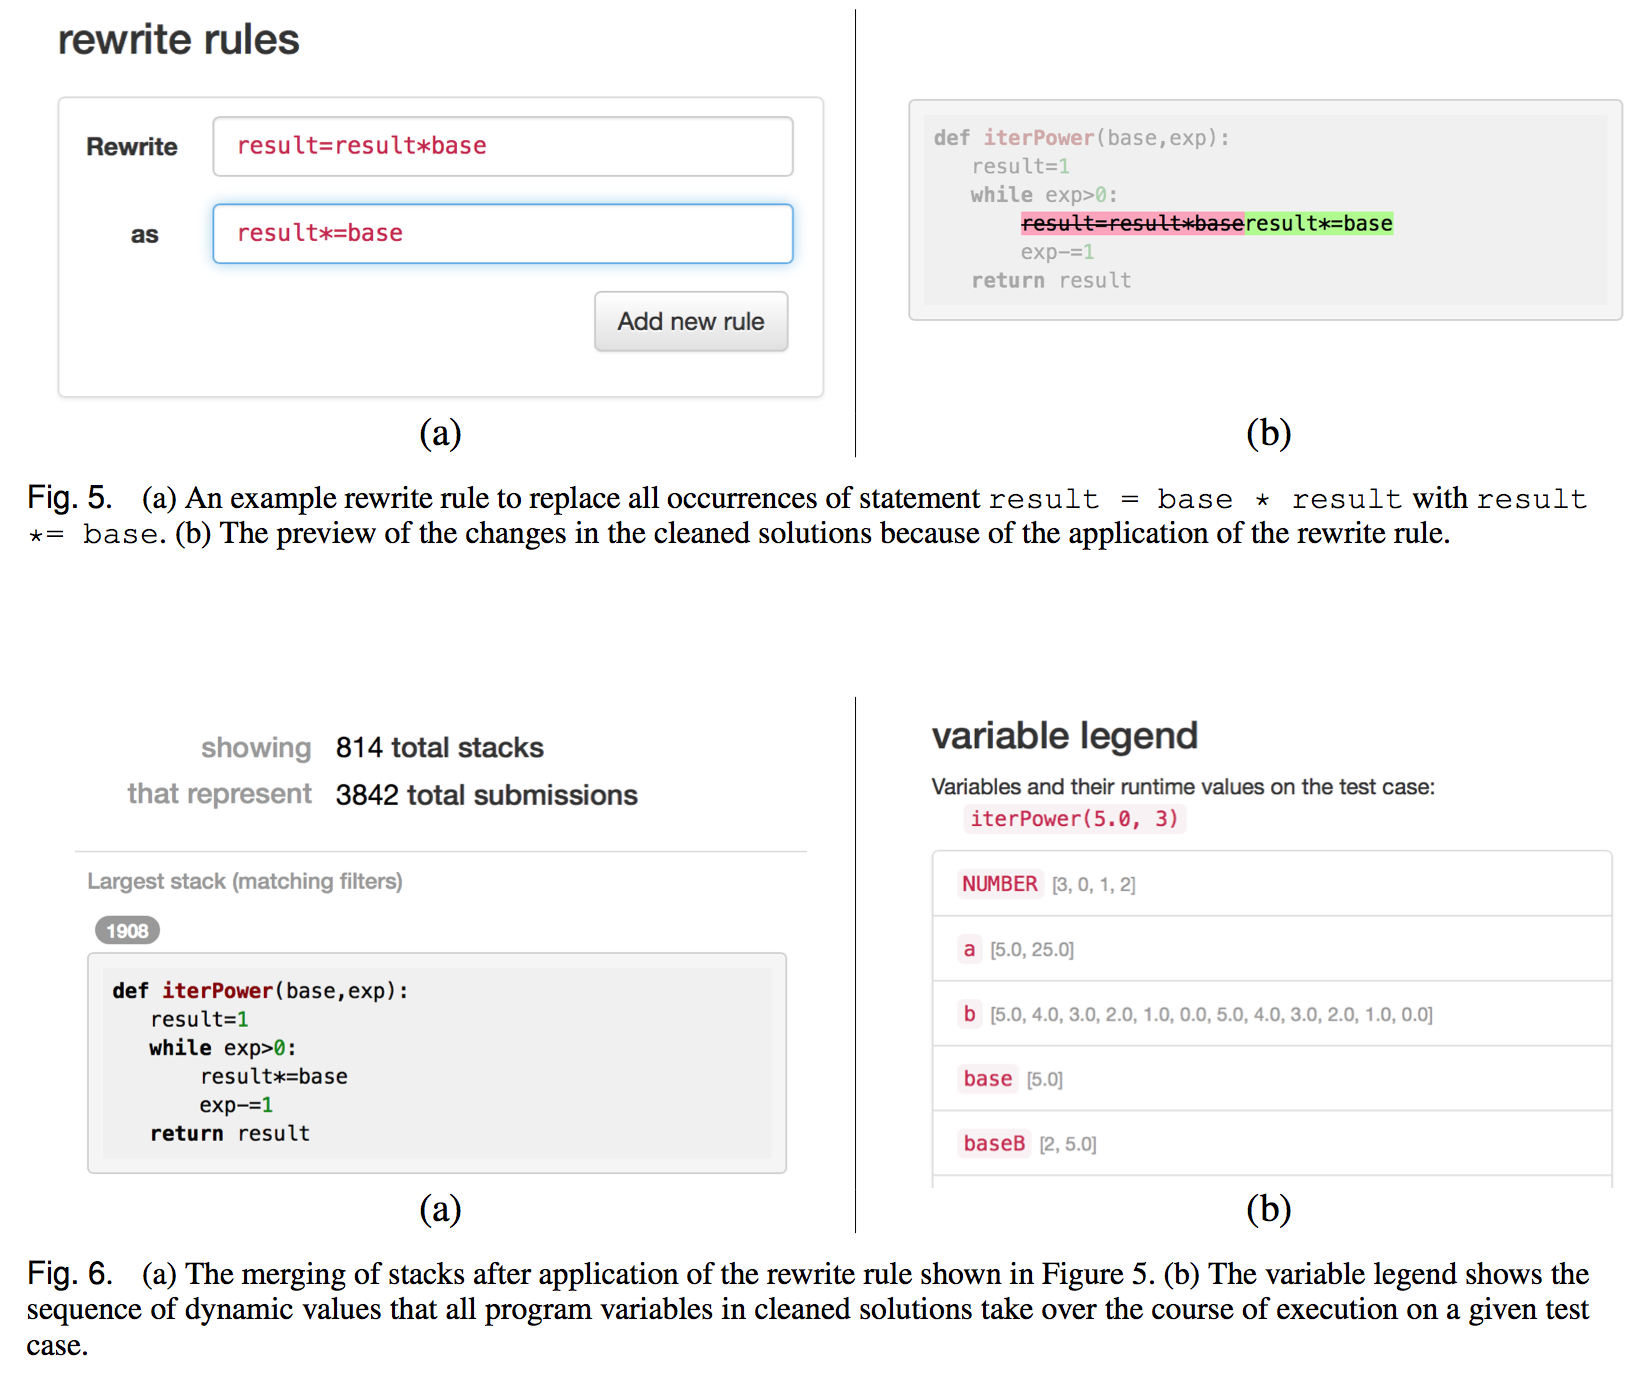 rewrite rules
Rewrite result=result*base
as result*=base
Add new rule
(a)
def iterPower(base,exp):
result=1
while exp>0:
result=result*baseresult*=base
exp-=1
return result
(b)
Fig. 5. (a) An example rewrite rule to replace all occurrences of statement result = base * result with result
*= base. (b) The preview of the changes in the cleaned solutions because of the application of the rewrite rule.
showing 814 total stacks
that represent 3842 total submissions
Largest stack (matching filters)
1908
def iterPower(base,exp):
result=1
while exp>0:
result*=base
exp-=1
return result
(a)
variable legend
Variables and their runtime values on the test case:
iterPower(5.0, 3)
NUMBER [3, 0, 1, 2]
a [5.0, 25.0]
b [5.0, 4.0, 3.0, 2.0, 1.0, 0.0, 5.0, 4.0, 3.0, 2.0, 1.0, 0.0]
base [5.0]
baseB [2, 5.0]
(b)
Fig. 6. (a) The merging of stacks after application of the rewrite rule shown in Figure 5. (b) The variable legend shows the
sequence of dynamic values that all program variables in cleaned solutions take over the course of execution on a given test
case.